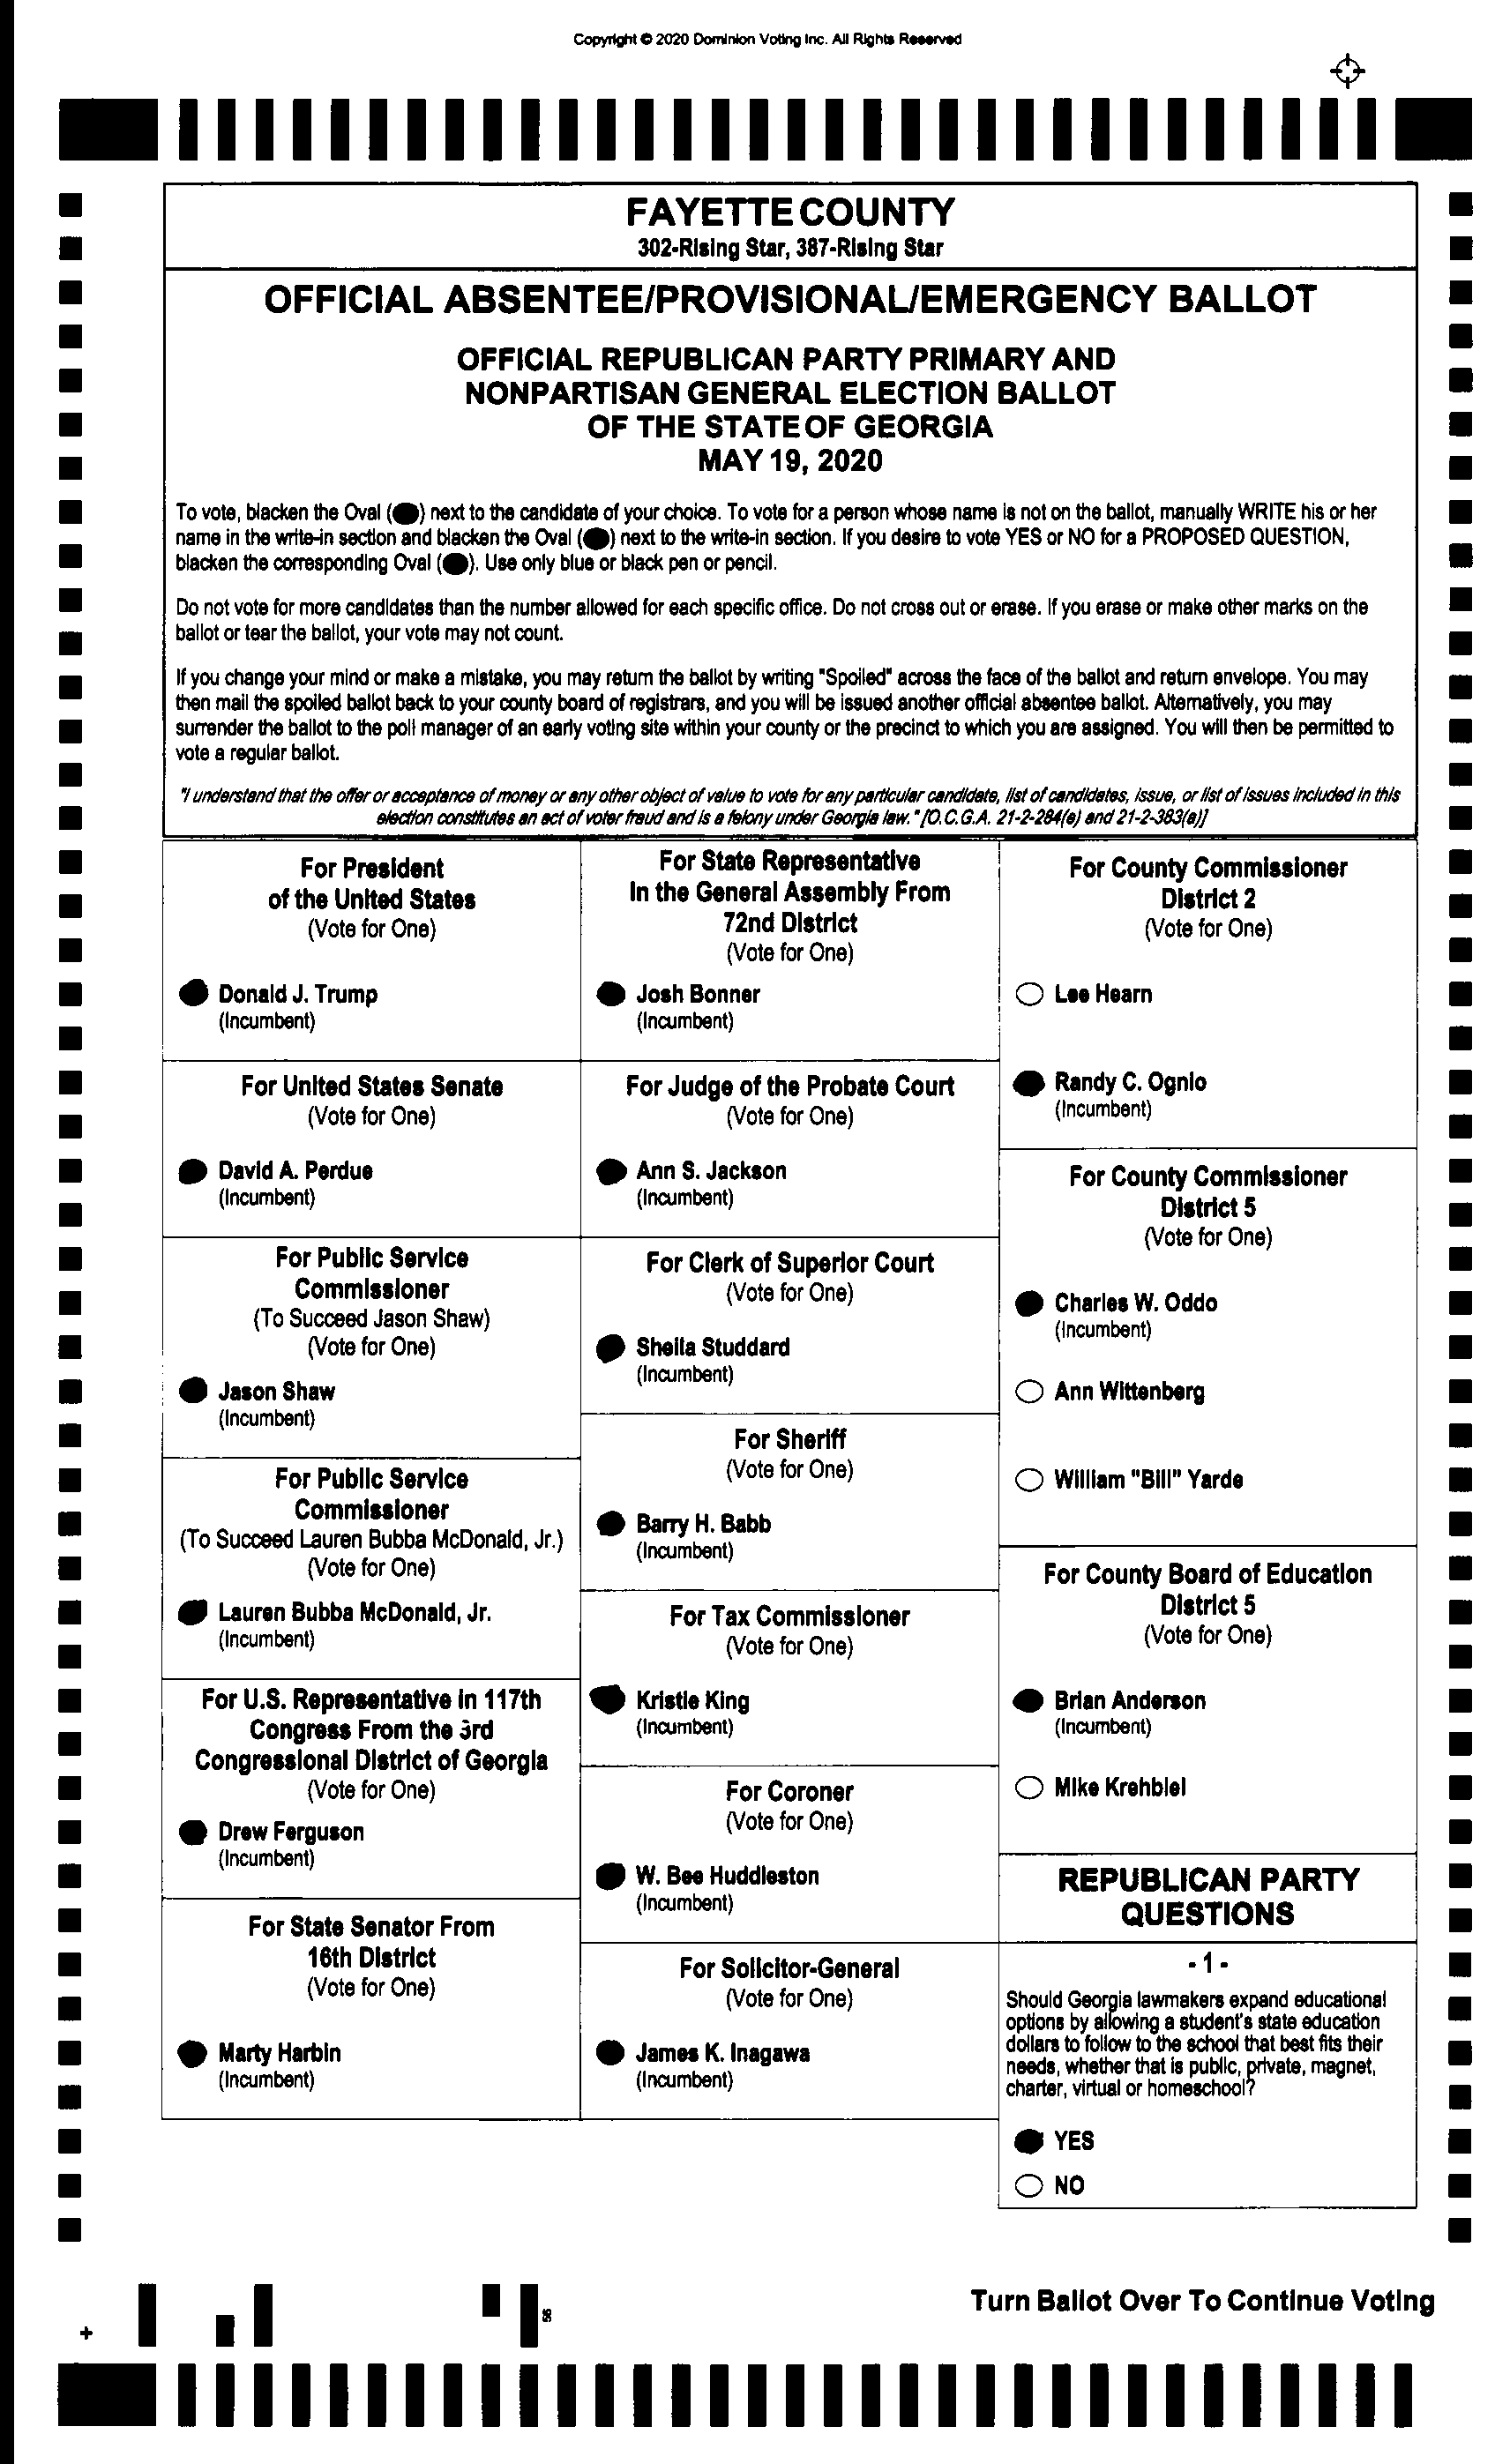 Copyright © 2020 Dominion Voting Inc. All Rights Reserved
FAYETTE COUNTY
302-Rising Star, 387-Rising Star
OFFICIAL ABSENTEE/PROVISIONAL/EMERGENCY BALLOT
OFFICIAL REPUBLICAN PARTY PRIMARY AND
NONPARTISAN GENERAL ELECTION BALLOT
OF THE STATE OF GEORGIA
MAY 19, 2020
To vote, blacken the Oval ( ) next to the candidate of your choice. To vote for a person whose name is not on the ballot, manually WRITE his or her
name in the write-in section and blacken the Oval ( ) next to the write-in section. If you desire to vote YES or NO for a PROPOSED QUESTION,
blacken the corresponding Oval ( ). Use only blue or black pen or pencil.
Do not vote for more candidates than the number allowed for each specific office. Do not cross out or erase. If you erase or make other marks on the
ballot or tear the ballot, your vote may not count.
If you change your mind or make a mistake, you may return the ballot by writing "Spoiled" across the face of the ballot and return envelope. You may
then mail the spoiled ballot back to your county board of registrars, and you will be issued another official absentee ballot. Alternatively, you may
surrender the ballot to the poll manager of an early voting site within your county or the precinct to which you are assigned. You will then be permitted to
vote a regular ballot.
"I understand that the offer or acceptance of money or any other object of value to vote for any particular candidate, list of candidates, issue, or list of issues included in this
election constitutes an act of voter fraud and is a felony under Georgia law." [O.C.G.A. 21-2-284(e) and 21-2-383(a)]
For President
of the United States
(Vote for One)
Donald J. Trump
(Incumbent)
For United States Senate
(Vote for One)
David A. Perdue
(Incumbent)
For Public Service
Commissioner
(To Succeed Jason Shaw)
(Vote for One)
Jason Shaw
(Incumbent)
For Public Service
Commissioner
(To Succeed Lauren Bubba McDonald, Jr.)
(Vote for One)
Lauren Bubba McDonald, Jr.
(Incumbent)
For U.S. Representative in 117th
Congress From the 3rd
Congressional District of Georgia
(Vote for One)
Drew Ferguson
(Incumbent)
For State Senator From
16th District
(Vote for One)
Marty Harbin
(Incumbent)
For State Representative
In the General Assembly From
72nd District
(Vote for One)
Josh Bonner
(Incumbent)
For Judge of the Probate Court
(Vote for One)
Ann S. Jackson
(Incumbent)
For Clerk of Superior Court
(Vote for One)
Sheila Studdard
(Incumbent)
For Sheriff
(Vote for One)
Barry H. Babb
(Incumbent)
For Tax Commissioner
(Vote for One)
Kristie King
(Incumbent)
For Coroner
(Vote for One)
W. Bee Huddleston
(Incumbent)
For Solicitor-General
(Vote for One)
James K. Inagawa
(Incumbent)
For County Commissioner
District 2
(Vote for One)
Lee Hearn
Randy C. Ognio
(Incumbent)
For County Commissioner
District 5
(Vote for One)
Charles W. Oddo
(Incumbent)
Ann Wittenberg
William "Bill" Yarde
For County Board of Education
District 5
(Vote for One)
Brian Anderson
(Incumbent)
Mike Krehbiel
REPUBLICAN PARTY
QUESTIONS
- 1 -
Should Georgia lawmakers expand educational
options by allowing a student's state education
dollars to follow to the school that best fits their
needs, whether that is public, private, magnet,
charter, virtual or homeschool?
YES
NO
Turn Ballot Over To Continue Voting